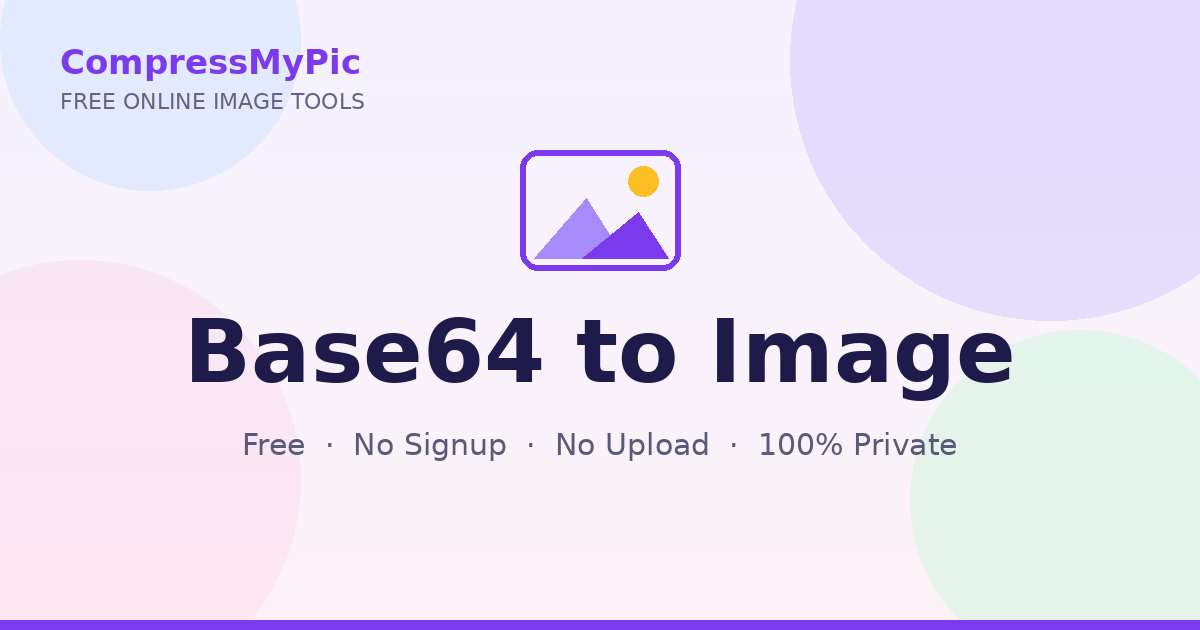 CompressMyPic
FREE ONLINE IMAGE TOOLS
Base64 to Image
Free · No Signup · No Upload · 100% Private